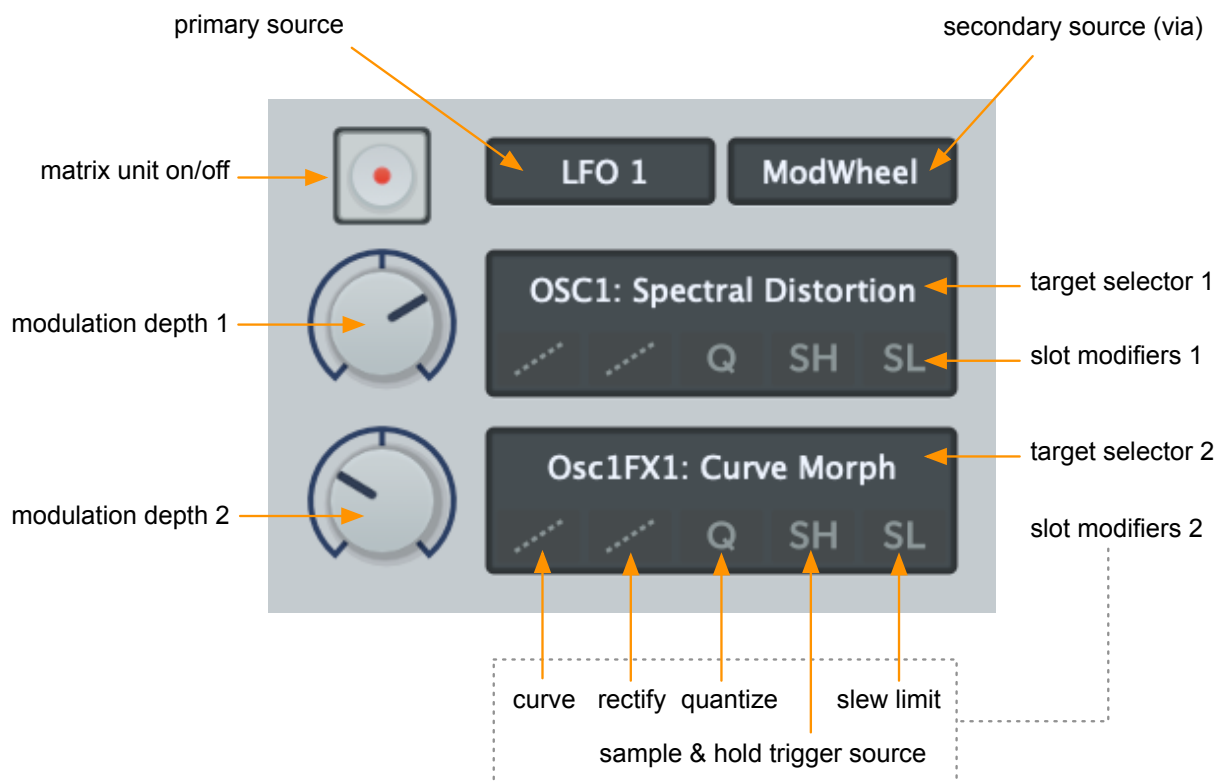 primary source
secondary source (via)
matrix unit on/off
LFO 1
ModWheel
modulation depth 1
OSC1: Spectral Distortion
target selector 1
Q SH SL
slot modifiers 1
modulation depth 2
Osc1FX1: Curve Morph
target selector 2
Q SH SL
slot modifiers 2
curve
rectify
quantize
slew limit
sample & hold trigger source